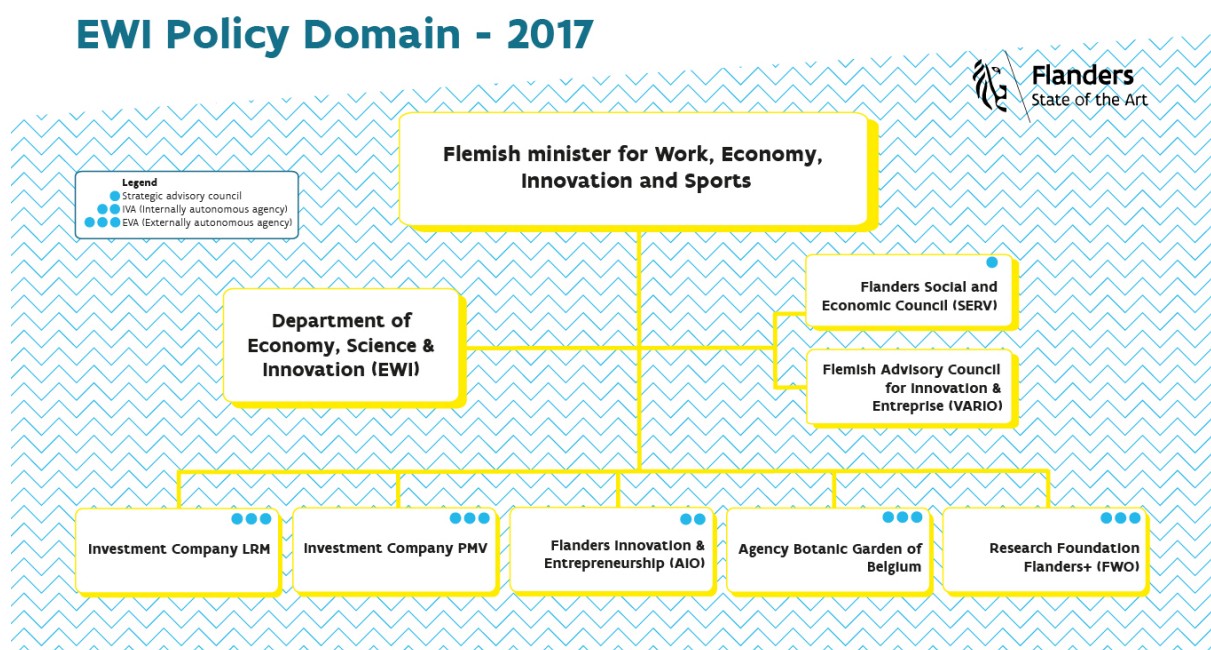 EWI Policy Domain - 2017
Flanders
State of the Art
Flemish minister for Work, Economy,
Innovation and Sports
Legend
Strategic advisory council
IVA (Internally autonomous agency)
EVA (Externally autonomous agency)
Flanders Social and
Economic Council (SERV)
Department of
Economy, Science &
Innovation (EWI)
Flemish Advisory Council
for Innovation &
Entreprise (VARIO)
Investment Company LRM
Investment Company PMV
Flanders Innovation &
Entrepreneurship (AIO)
Agency Botanic Garden of
Belgium
Research Foundation
Flanders+ (FWO)